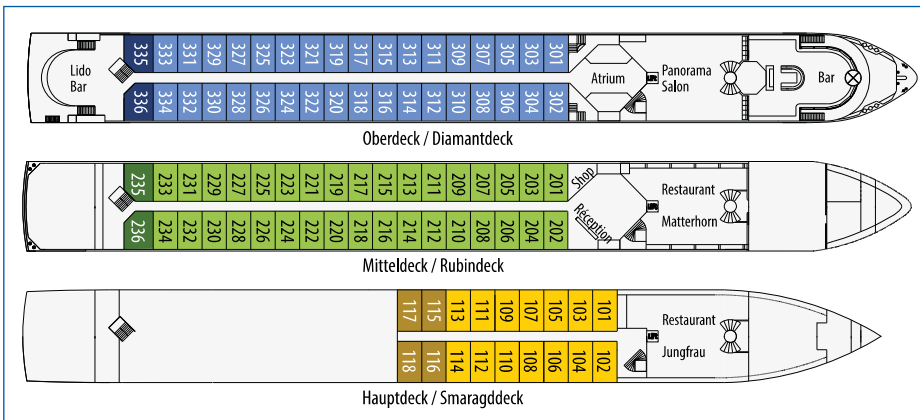 335 333 331 329 327 325 323 321 319 317 315 313 311 309 307 305 303 301
Lido
Bar
Atrium
LIFT
Panorama
Salon
Bar
336 334 332 330 328 326 324 322 320 318 316 314 312 310 308 306 304 302
Oberdeck / Diamantdeck
235 233 231 229 227 225 223 221 219 217 215 213 211 209 207 205 203 201
Shop
Réception
LIFT
Restaurant
Matterhorn
236 234 232 230 228 226 224 222 220 218 216 214 212 210 208 206 204 202
Mitteldeck / Rubindeck
117 115 113 111 109 107 105 103 101
LIFT
Restaurant
Jungfrau
118 116 114 112 110 108 106 104 102
Hauptdeck / Smaragddeck